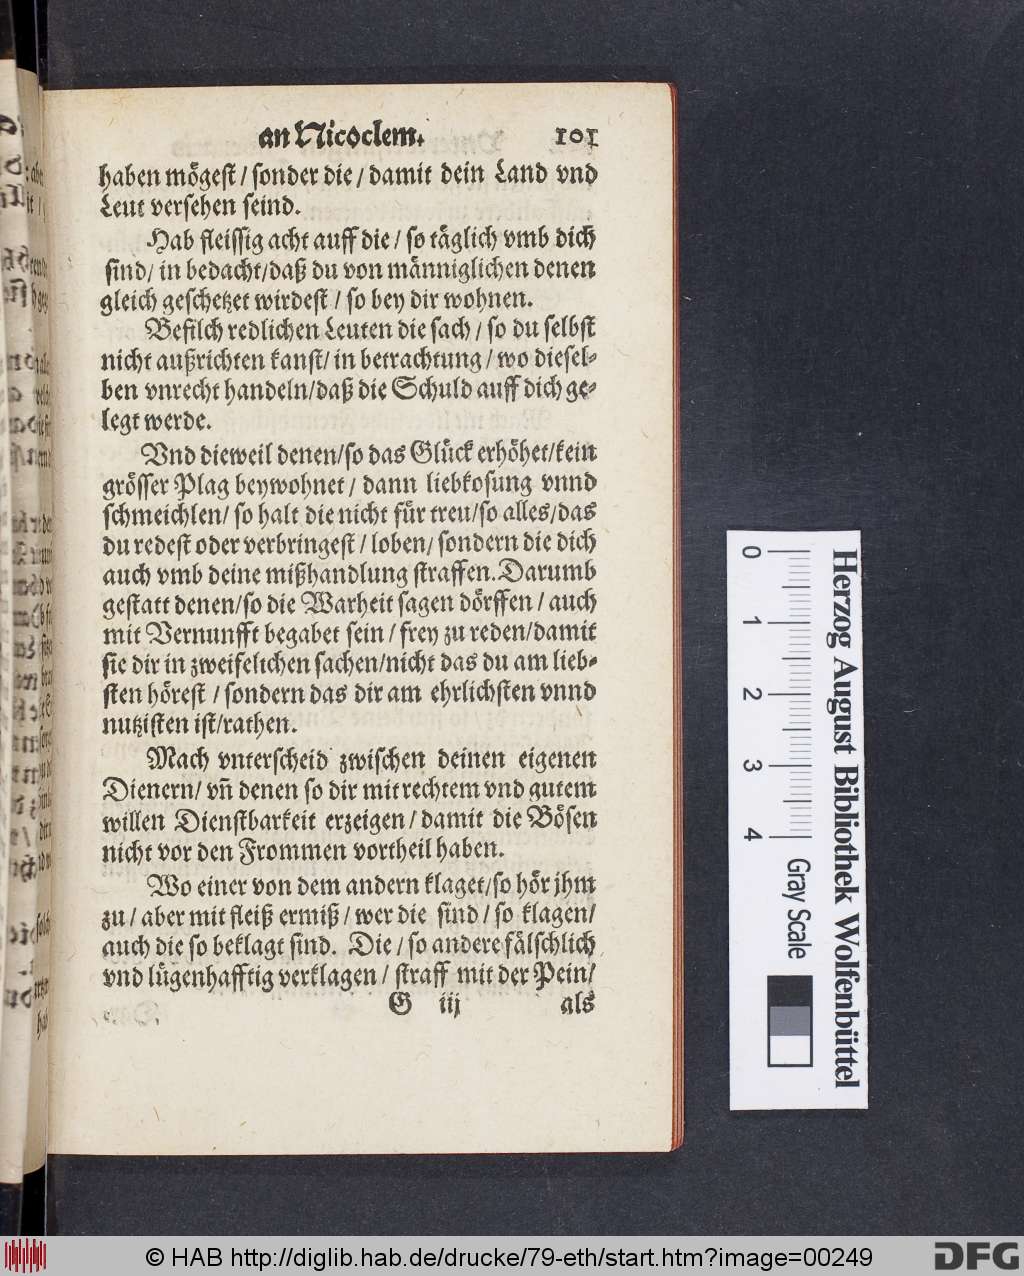 an Nicoclem. 101
haben mögest / sonder die / damit dein Land vnd
Leut versehen seind.
Hab fleissig acht auff die / so täglich vmb dich
sind/ in bedacht/daß du von männiglichen denen
gleich geschetzet wirdest / so bey dir wohnen.
Befilch redlichen Leuten die sach / so du selbst
nicht außrichten kanst/ in betrachtung / wo diesel-
ben vnrecht handeln/daß die Schuld auff dich ge-
legt werde.
Vnd dieweil denen/so das Glück erhöhet/kein
grösser Plag beywohnet / dann liebkosung vnnd
schmeichlen/ so halt die nicht für treu/so alles/das
du redest oder verbringest / loben/ sondern die dich
auch vmb deine mißhandlung straffen. Darumb
gestatt denen/so die Warheit sagen dörffen / auch
mit Vernunfft begabet sein / frey zu reden/damit
sie dir in zweifelichen sachen/nicht das du am lieb-
sten hörest / sondern das dir am ehrlichsten vnnd
nutzisten ist/rathen.
Mach vnterscheid zwischen deinen eigenen
Dienern/ vñ denen so dir mit rechtem vnd gutem
willen Dienstbarkeit erzeigen / damit die Bösen
nicht vor den Frommen vortheil haben.
Wo einer von dem andern klaget/so hör jhm
zu / aber mit fleiß ermiß / wer die sind / so klagen/
auch die so beklagt sind. Die / so andere fälschlich
vnd lügenhafftig verklagen / straff mit der Pein/
G iij als
0 1 2 3 4 Gray Scale
Herzog August Bibliothek Wolfenbüttel
© HAB http://diglib.hab.de/drucke/79-eth/start.htm?image=00249
DFG